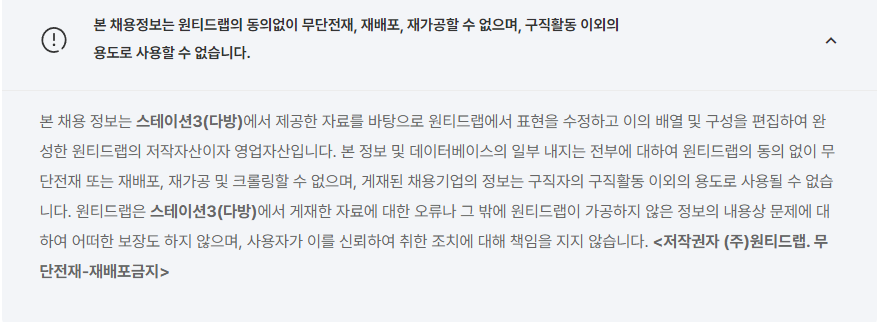 본 채용정보는 원티드랩의 동의없이 무단전재, 재배포, 재가공할 수 없으며, 구직활동 이외의
용도로 사용할 수 없습니다.
본 채용 정보는 스테이션3(다방)에서 제공한 자료를 바탕으로 원티드랩에서 표현을 수정하고 이의 배열 및 구성을 편집하여 완
성한 원티드랩의 저작자산이자 영업자산입니다. 본 정보 및 데이터베이스의 일부 내지는 전부에 대하여 원티드랩의 동의 없이 무
단전재 또는 재배포, 재가공 및 크롤링할 수 없으며, 게재된 채용기업의 정보는 구직자의 구직활동 이외의 용도로 사용될 수 없습
니다. 원티드랩은 스테이션3(다방)에서 게재한 자료에 대한 오류나 그 밖에 원티드랩이 가공하지 않은 정보의 내용상 문제에 대
하여 어떠한 보장도 하지 않으며, 사용자가 이를 신뢰하여 취한 조치에 대해 책임을 지지 않습니다. <저작권자 (주)원티드랩. 무
단전재-재배포금지>